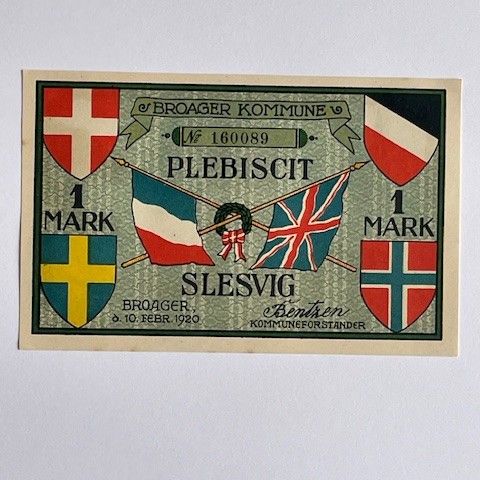 BROAGER KOMMUNE
No 160089
PLEBISCIT
1 MARK
1 MARK
SLESVIG
BROAGER,
d. 10. FEBR. 1920
Bentzen
KOMMUNEFORSTANDER